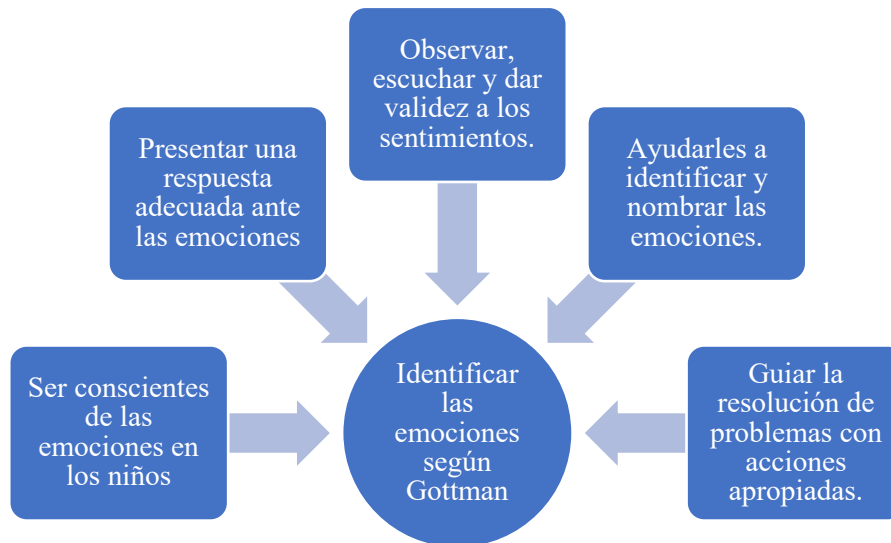 Observar,
escuchar y dar
validez a los
sentimientos.
Presentar una
respuesta
adecuada ante
las emociones
Ayudarles a
identificar y
nombrar las
emociones.
Ser conscientes
de las
emociones en
los niños
Identificar
las
emociones
según
Gottman
Guiar la
resolución de
problemas con
acciones
apropiadas.